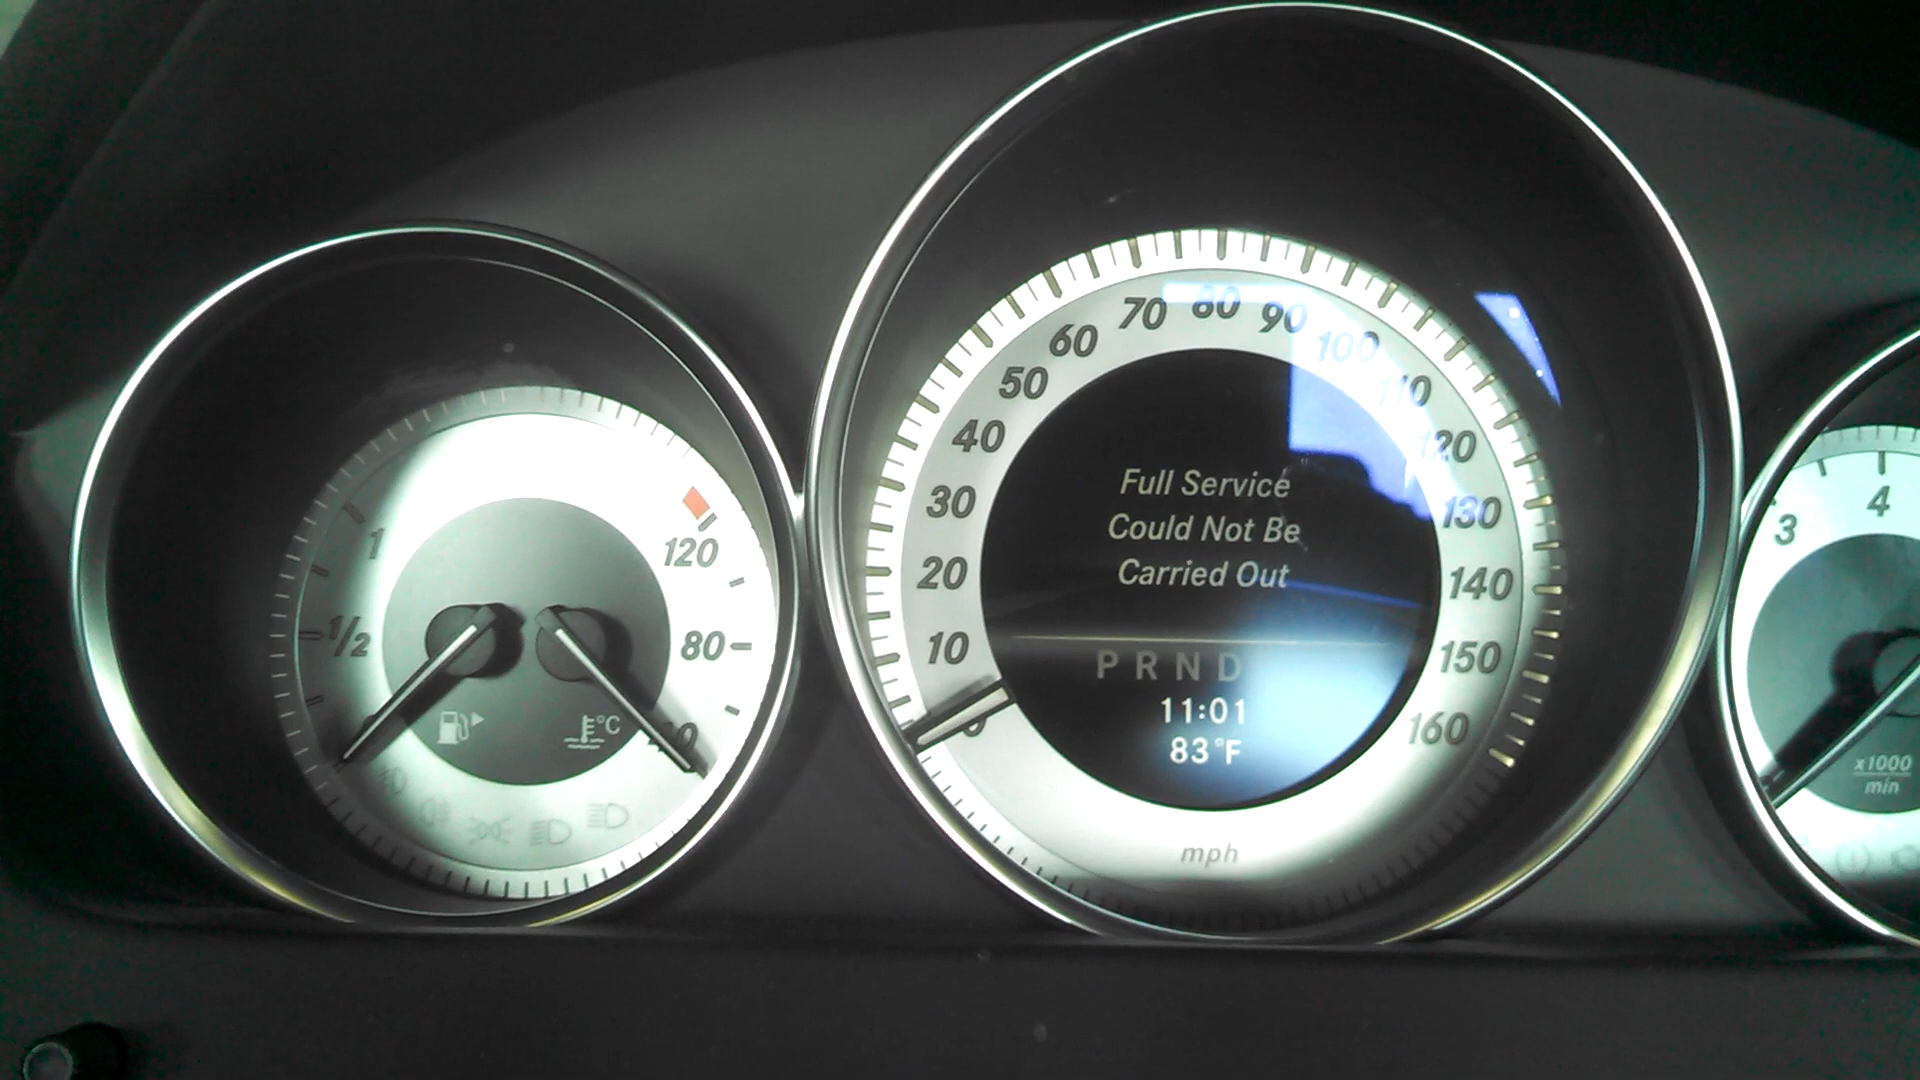 1
1/2
120
80
°C
10
20
30
40
50
60
70
80
90
100
110
120
130
140
150
160
Full Service
Could Not Be
Carried Out
P R N D
11:01
83°F
mph
3
4
x1000
min